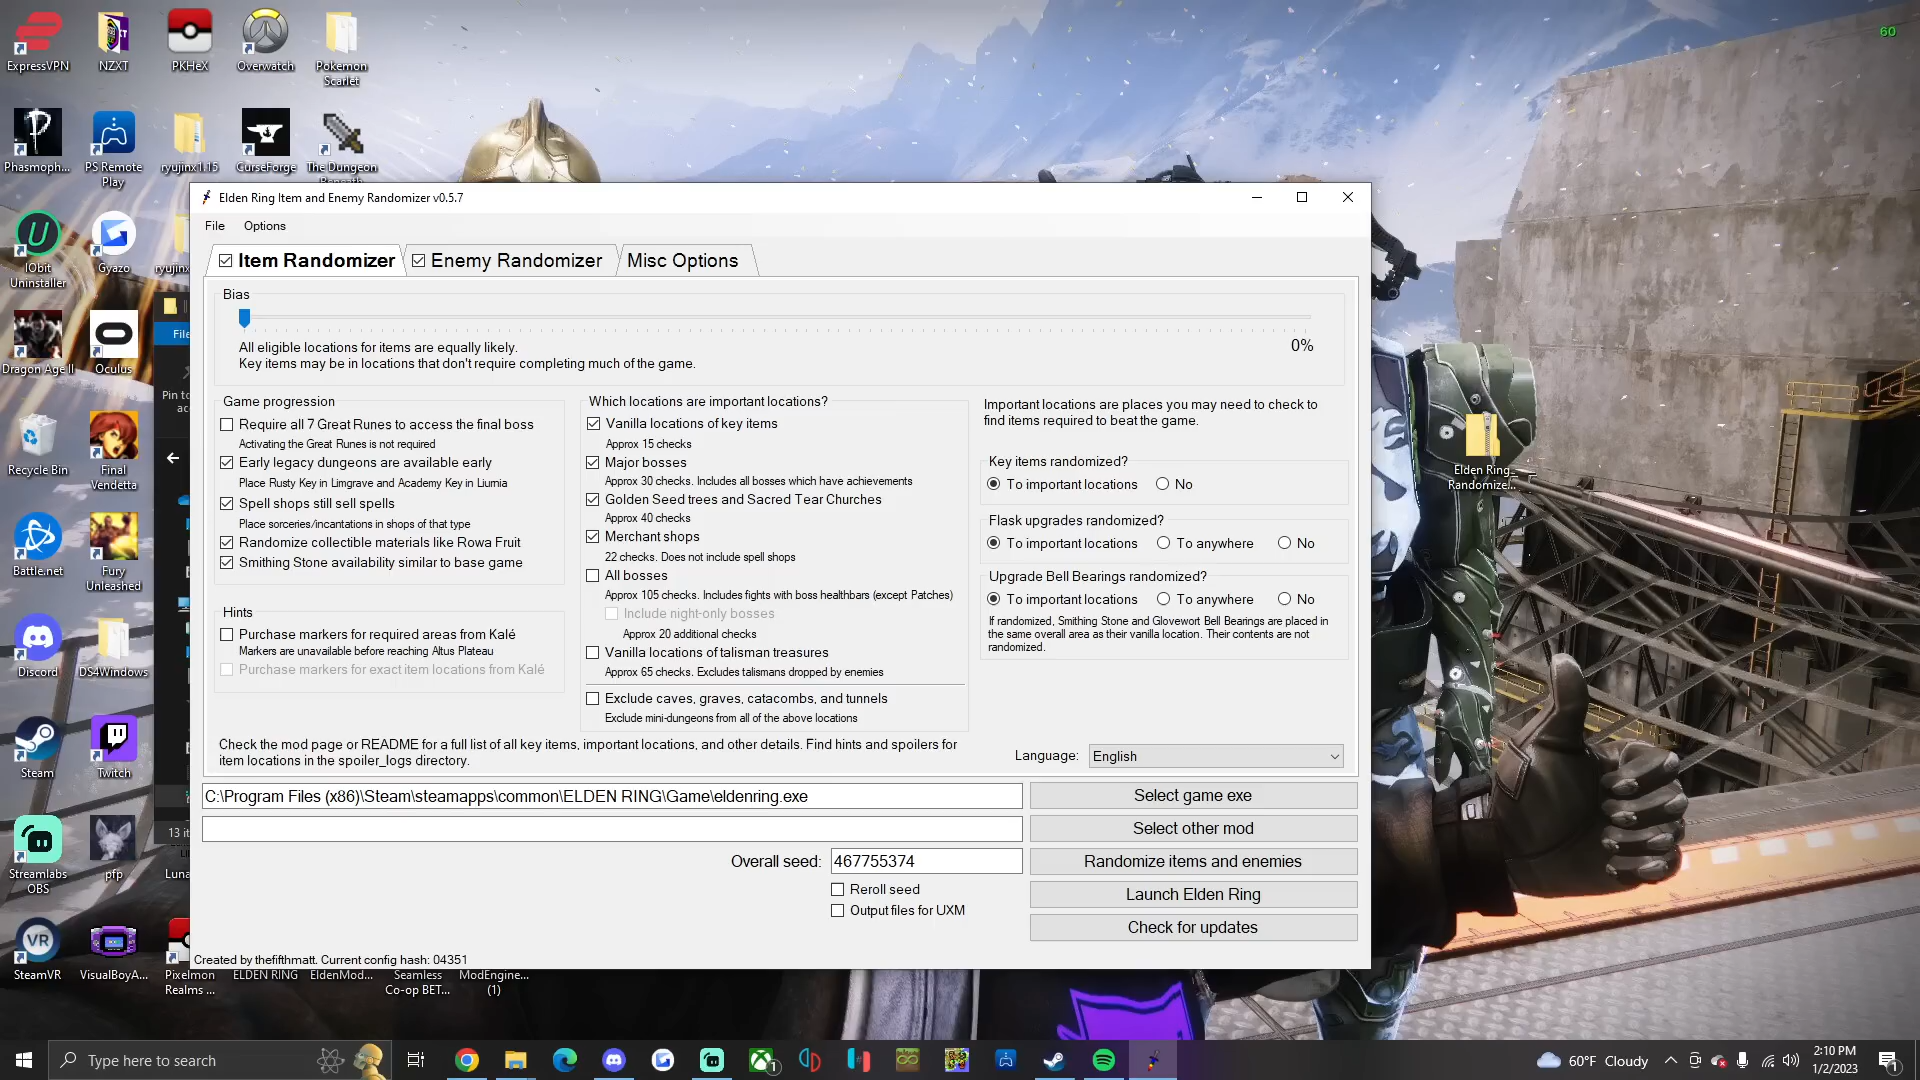 60
ExpressVPN
NZXT
PKHeX
Overwatch
Pokemon
Scarlet
Phasmoph...
PS Remote
Play
ryujinx1.15
CurseForge
The Dungeon
IObit
Uninstaller
Gyazo
Dragon Age II
Oculus
Recycle Bin
Final
Vendetta
Battle.net
Fury
Unleashed
Discord
DS4Windows
Steam
Twitch
Streamlabs
OBS
pfp
SteamVR
VisualBoyA...
Pixelmon
Realms ...
ELDEN RING
EldenMod...
Seamless
Co-op BET...
ModEngine...
(1)
Elden Ring
Randomize...
Elden Ring Item and Enemy Randomizer v0.5.7
File
Options
Item Randomizer
Enemy Randomizer
Misc Options
Bias
All eligible locations for items are equally likely.
Key items may be in locations that don't require completing much of the game.
0%
Game progression
Require all 7 Great Runes to access the final boss
Activating the Great Runes is not required
Early legacy dungeons are available early
Place Rusty Key in Limgrave and Academy Key in Liurnia
Spell shops still sell spells
Place sorceries/incantations in shops of that type
Randomize collectible materials like Rowa Fruit
Smithing Stone availability similar to base game
Hints
Purchase markers for required areas from Kalé
Markers are unavailable before reaching Altus Plateau
Purchase markers for exact item locations from Kalé
Which locations are important locations?
Vanilla locations of key items
Approx 15 checks
Major bosses
Approx 30 checks. Includes all bosses which have achievements
Golden Seed trees and Sacred Tear Churches
Approx 40 checks
Merchant shops
22 checks. Does not include spell shops
All bosses
Approx 105 checks. Includes fights with boss healthbars (except Patches)
Include night-only bosses
Approx 20 additional checks
Vanilla locations of talisman treasures
Approx 65 checks. Excludes talismans dropped by enemies
Exclude caves, graves, catacombs, and tunnels
Exclude mini-dungeons from all of the above locations
Important locations are places you may need to check to
find items required to beat the game.
Key items randomized?
To important locations
No
Flask upgrades randomized?
To important locations
To anywhere
No
Upgrade Bell Bearings randomized?
To important locations
To anywhere
No
If randomized, Smithing Stone and Glovewort Bell Bearings are placed in
the same overall area as their vanilla location. Their contents are not
randomized.
Check the mod page or README for a full list of all key items, important locations, and other details. Find hints and spoilers for
item locations in the spoiler_logs directory.
Language:
English
C:\Program Files (x86)\Steam\steamapps\common\ELDEN RING\Game\eldenring.exe
Select game exe
Select other mod
Overall seed:
467755374
Randomize items and enemies
Reroll seed
Launch Elden Ring
Output files for UXM
Check for updates
Created by thefifthmatt. Current config hash: 04351
Type here to search
60°F Cloudy
2:10 PM
1/2/2023